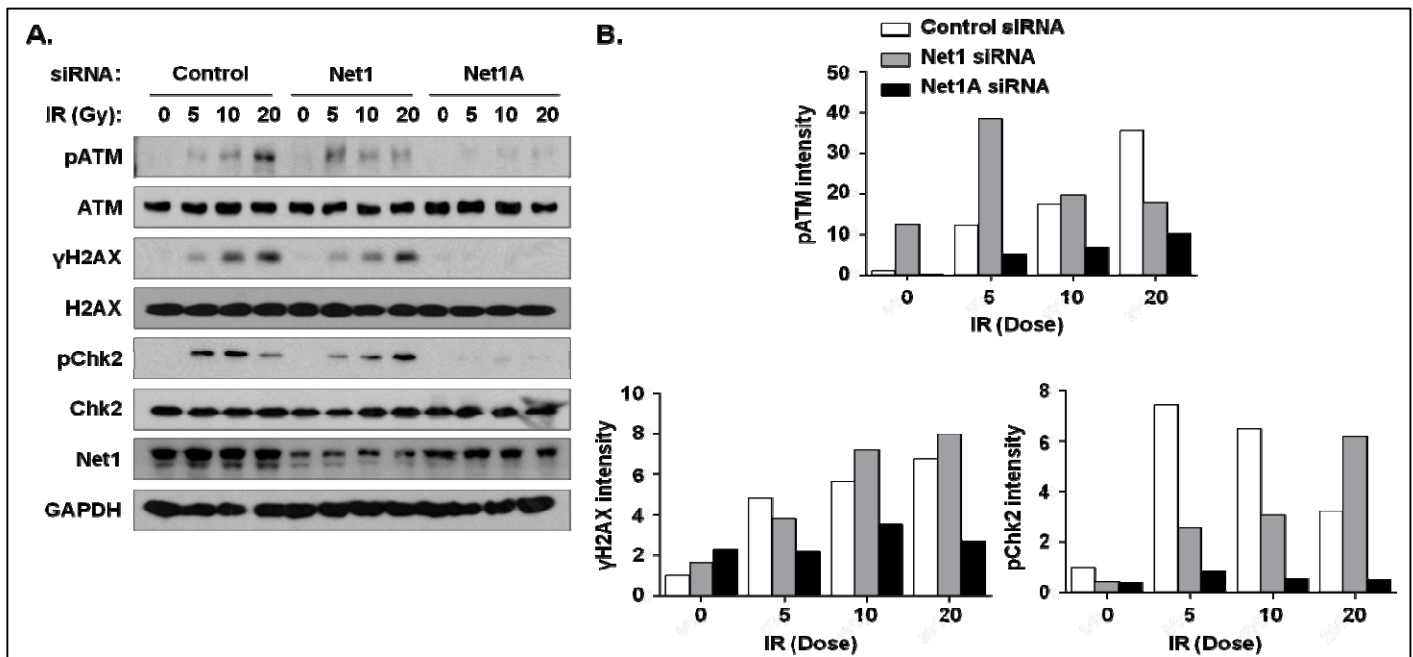 A.
siRNA: Control Net1 Net1A
IR (Gy): 0 5 10 20 0 5 10 20 0 5 10 20
pATM
ATM
γH2AX
H2AX
pChk2
Chk2
Net1
GAPDH
B.
Control siRNA
Net1 siRNA
Net1A siRNA
50
40
30
20
10
0
pATM intensity
0 5 10 20
IR (Dose)
10
8
6
4
2
0
γH2AX intensity
0 5 10 20
IR (Dose)
8
6
4
2
0
pChk2 intensity
0 5 10 20
IR (Dose)